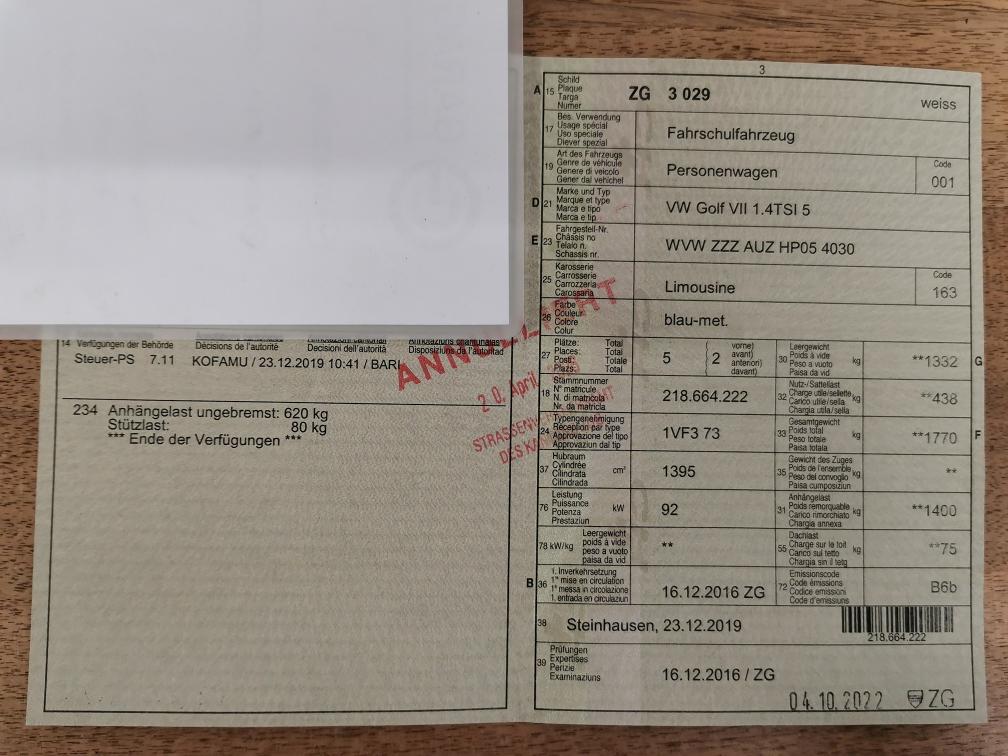 14 Verfügungen der Behörde
Décisions de l'autorité
Decisioni dell'autorità
Disposiziuns da l'autoritad
Steuer-PS 7.11 KOFAMU / 23.12.2019 10:41 / BARI
234 Anhängelast ungebremst: 620 kg
Stützlast: 80 kg
*** Ende der Verfügungen ***
ANNULLIERT
20. April
STRASSEN
DES KAN
3
A 15 Schild
Plaque
Targa
Numer
ZG 3 029
weiss
17 Bes. Verwendung
Usage spécial
Uso speciale
Diever spezial
Fahrschulfahrzeug
19 Art des Fahrzeugs
Genre de véhicule
Genere di veicolo
Gener dal vehichel
Personenwagen
Code
001
D 21 Marke und Typ
Marque et type
Marca e tipo
Marca e tip
VW Golf VII 1.4TSI 5
E 23 Fahrgestell-Nr.
Châssis no
Telaio n.
Schassis nr.
WVW ZZZ AUZ HP05 4030
25 Karosserie
Carrosserie
Carrozzeria
Carossaria
Limousine
Code
163
26 Farbe
Couleur
Colore
Colur
blau-met.
27 Plätze: Total
Places: Total
Posti: Totale
Plazs: Total
5 ( 2 vorne)
avant)
anteriori)
davant)
30 Leergewicht
Poids à vide
Peso a vuoto
Paisa da vid
kg
**1332
G
18 Stammnummer
N° matricule
N. di matricola
Nr. da matricla
218.664.222
32 Nutz-/Sattellast
Charge utile/sellette
Carico utile/sella
Chargia utila/sella
kg
**438
24 Typengenehmigung
Réception par type
Approvazione del tipo
Approvaziun dal tip
1VF3 73
33 Gesamtgewicht
Poids total
Peso totale
Paisa totala
kg
**1770
F
37 Hubraum
Cylindrée
Cilindrata
Cilindrada
cm³
1395
35 Gewicht des Zuges
Poids de l'ensemble
Peso del convoglio
Paisa cumposiziun
kg
**
76 Leistung
Puissance
Potenza
Prestaziun
kW
92
31 Anhängelast
Poids remorquable
Carico rimorchiato
Chargia annexa
kg
**1400
78 kW/kg Leergewicht
poids à vide
peso a vuoto
paisa da vid
**
55 Dachlast
Charge sur le toit
Carico sul tetto
Chargia sin il tetg
kg
**75
B 36 1. Inverkehrsetzung
1re mise en circulation
1a messa in circolazione
1. entrada en circulaziun
16.12.2016 ZG
72 Emissionscode
Code émissions
Codice emissioni
Code d'emissiuns
B6b
38 Steinhausen, 23.12.2019
218.664.222
39 Prüfungen
Expertises
Perizie
Examinaziuns
16.12.2016 / ZG
04.10.2022 ZG